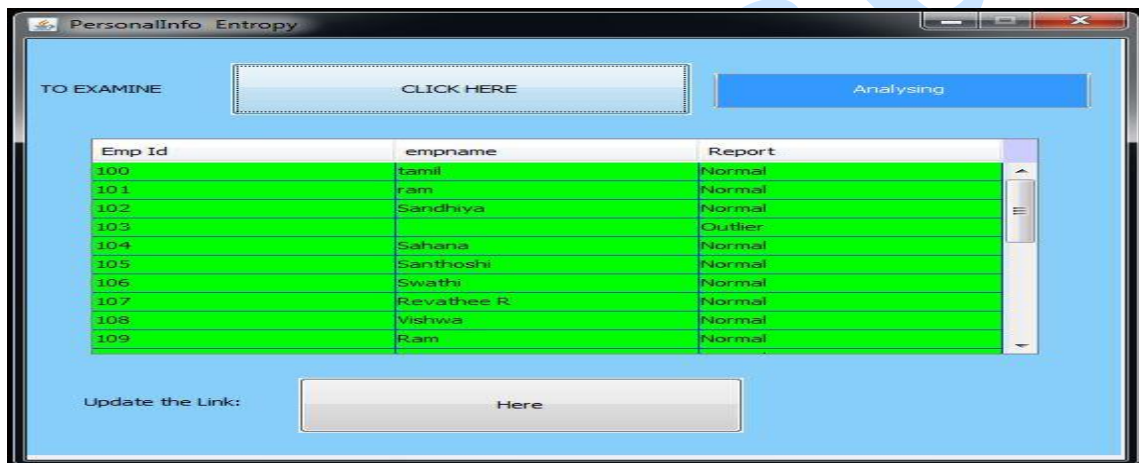 PersonalInfo Entropy
TO EXAMINE CLICK HERE Analysing
Emp Id empname Report
100 tamil Normal
101 ram Normal
102 Sandhiya Normal
103 Outlier
104 Sahana Normal
105 Santhoshi Normal
106 Swathi Normal
107 Revathee R Normal
108 Vishwa Normal
109 Ram Normal
Update the Link: Here